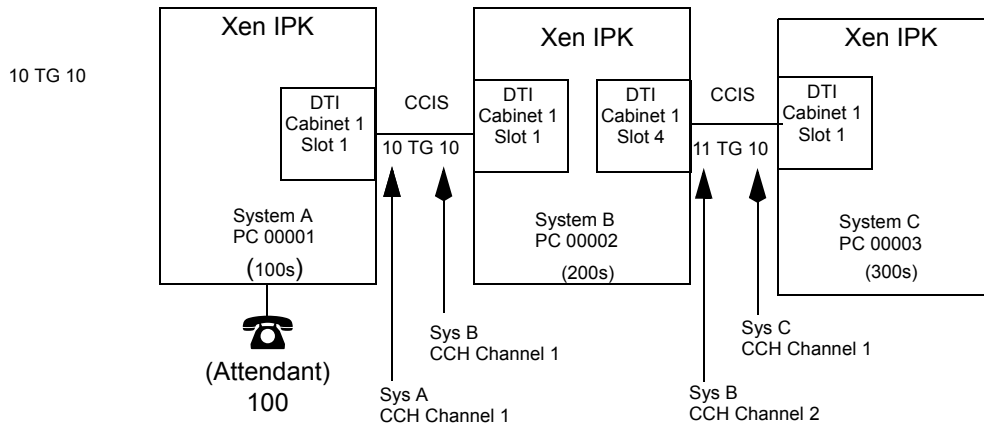 10 TG 10
Xen IPK
DTI
Cabinet 1
Slot 1
System A
PC 00001
(100s)
(Attendant)
100
CCIS
10 TG 10
Sys A
CCH Channel 1
Sys B
CCH Channel 1
Xen IPK
DTI
Cabinet 1
Slot 1
DTI
Cabinet 1
Slot 4
System B
PC 00002
(200s)
CCIS
11 TG 10
Sys B
CCH Channel 2
Sys C
CCH Channel 1
Xen IPK
DTI
Cabinet 1
Slot 1
System C
PC 00003
(300s)